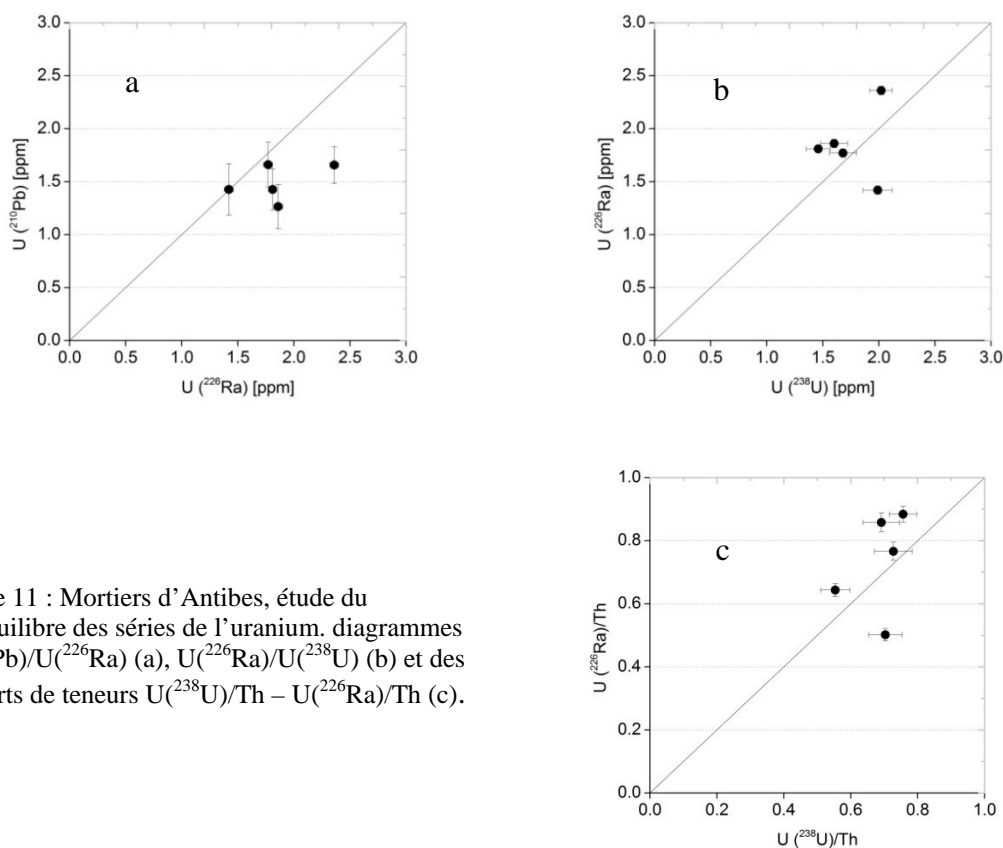 3.0
2.5
2.0
1.5
1.0
0.5
0.0
a
U (²¹⁰Pb) [ppm]
0.0 0.5 1.0 1.5 2.0 2.5 3.0
U (²²⁶Ra) [ppm]
3.0
2.5
2.0
1.5
1.0
0.5
0.0
b
U (²²⁶Ra) [ppm]
0.0 0.5 1.0 1.5 2.0 2.5 3.0
U (²³⁸U) [ppm]
e 11 : Mortiers d’Antibes, étude du
uilibre des séries de l’uranium. diagrammes
Pb)/U(²²⁶Ra) (a), U(²²⁶Ra)/U(²³⁸U) (b) et des
rts de teneurs U(²³⁸U)/Th – U(²²⁶Ra)/Th (c).
1.0
0.8
0.6
0.4
0.2
0.0
c
U (²²⁶Ra)/Th
0.0 0.2 0.4 0.6 0.8 1.0
U (²³⁸U)/Th